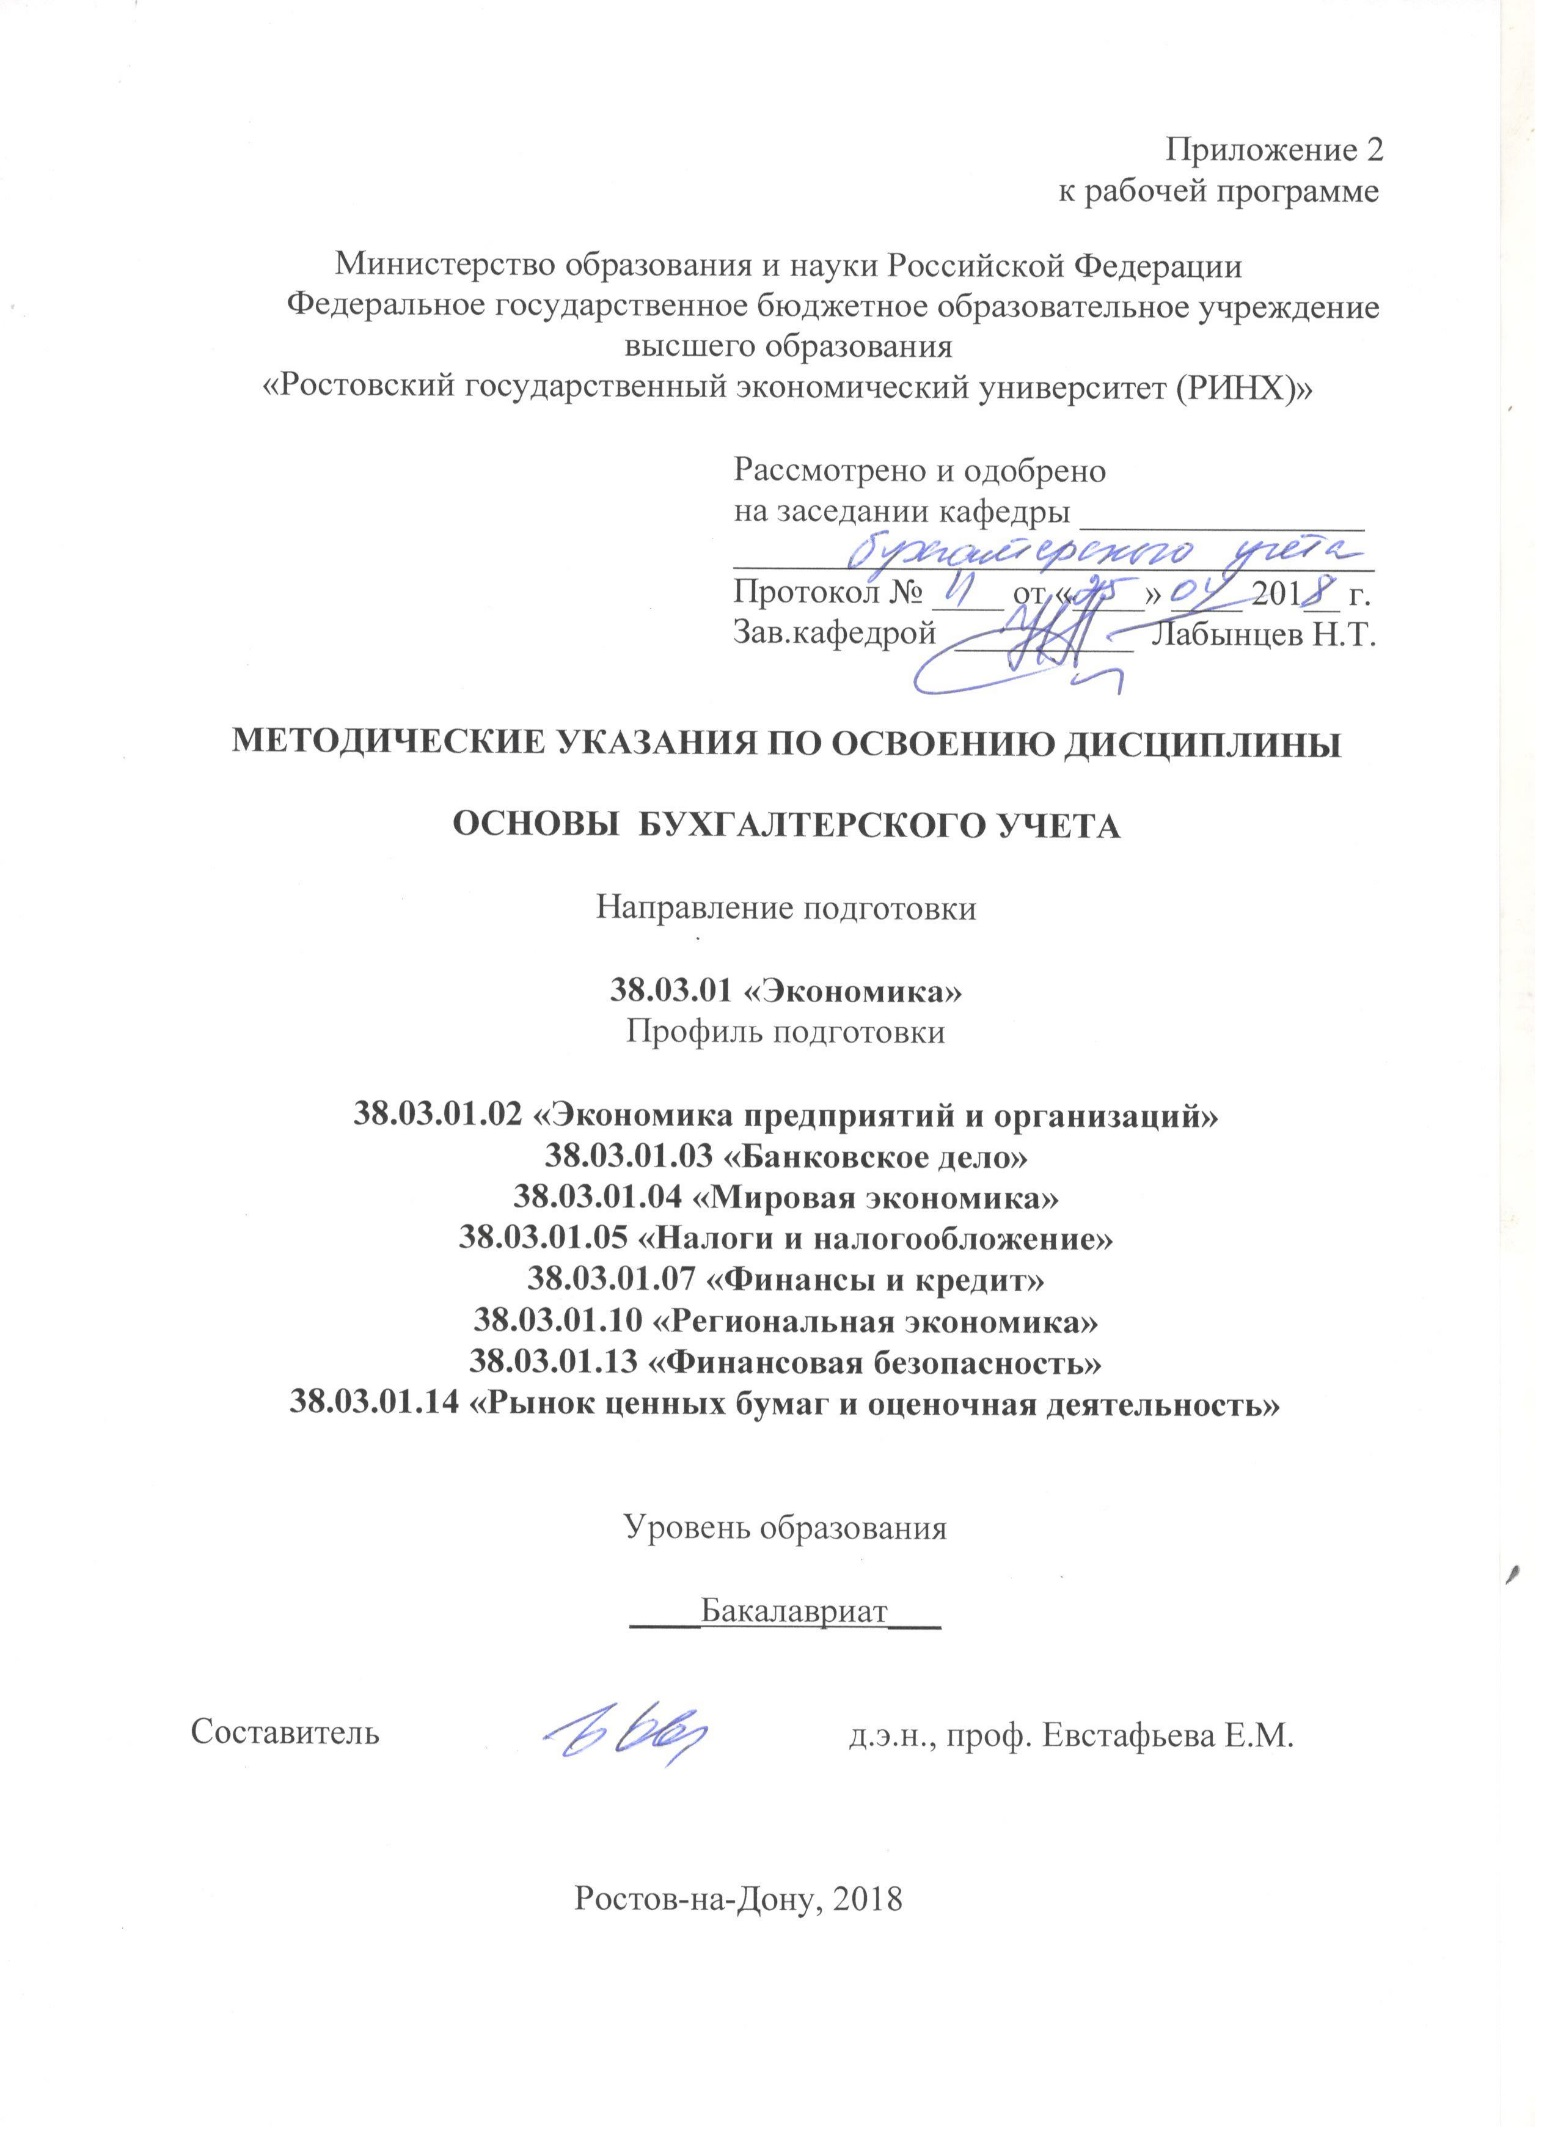 Приложение 2
к рабочей программе
Министерство образования и науки Российской Федерации
Федеральное государственное бюджетное образовательное учреждение
высшего образования
«Ростовский государственный экономический университет (РИНХ)»
Рассмотрено и одобрено
на заседании кафедры ________________
бухгалтерского учета
Протокол № 11 от «25» 04 2018 г.
Зав.кафедрой __________ Лабынцев Н.Т.
МЕТОДИЧЕСКИЕ УКАЗАНИЯ ПО ОСВОЕНИЮ ДИСЦИПЛИНЫ
ОСНОВЫ БУХГАЛТЕРСКОГО УЧЕТА
Направление подготовки
38.03.01 «Экономика»
Профиль подготовки
38.03.01.02 «Экономика предприятий и организаций»
38.03.01.03 «Банковское дело»
38.03.01.04 «Мировая экономика»
38.03.01.05 «Налоги и налогообложение»
38.03.01.07 «Финансы и кредит»
38.03.01.10 «Региональная экономика»
38.03.01.13 «Финансовая безопасность»
38.03.01.14 «Рынок ценных бумаг и оценочная деятельность»
Уровень образования
____Бакалавриат___
Составитель д.э.н., проф. Евстафьева Е.М.
Ростов-на-Дону, 2018